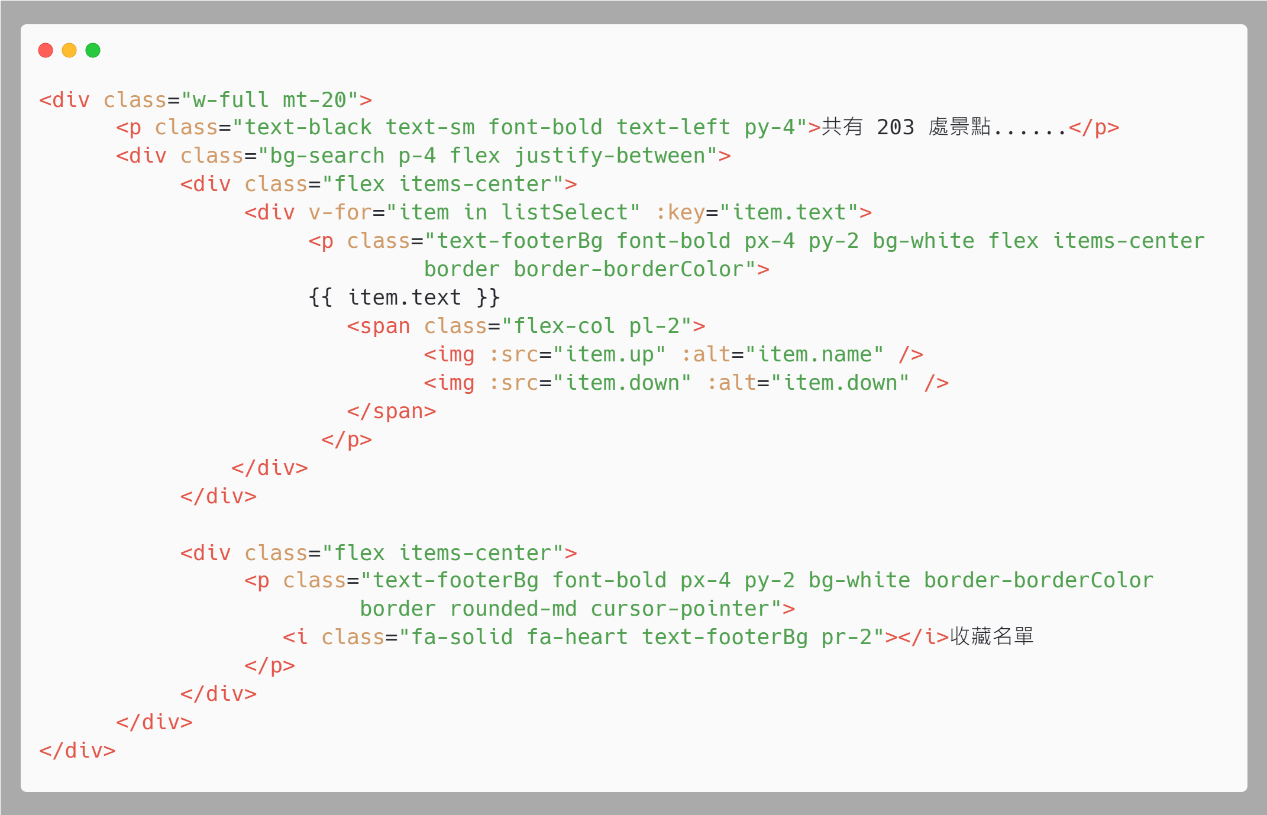 <div class="w-full mt-20">
<p class="text-black text-sm font-bold text-left py-4">共有 203 處景點......</p>
<div class="bg-search p-4 flex justify-between">
<div class="flex items-center">
<div v-for="item in listSelect" :key="item.text">
<p class="text-footerBg font-bold px-4 py-2 bg-white flex items-center
border border-borderColor">
{{ item.text }}
<span class="flex-col pl-2">
<img :src="item.up" :alt="item.name" />
<img :src="item.down" :alt="item.down" />
</span>
</p>
</div>
</div>
<div class="flex items-center">
<p class="text-footerBg font-bold px-4 py-2 bg-white border-borderColor
border rounded-md cursor-pointer">
<i class="fa-solid fa-heart text-footerBg pr-2"></i>收藏名單
</p>
</div>
</div>
</div>